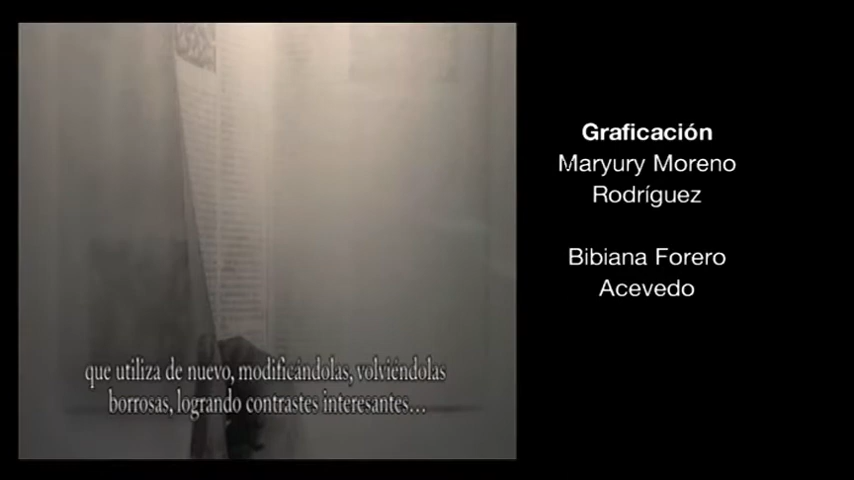 que utiliza de nuevo, modificándolas, volviéndolas
borrosas, logrando contrastes interesantes...
Graficación
Maryury Moreno
Rodríguez
Bibiana Forero
Acevedo